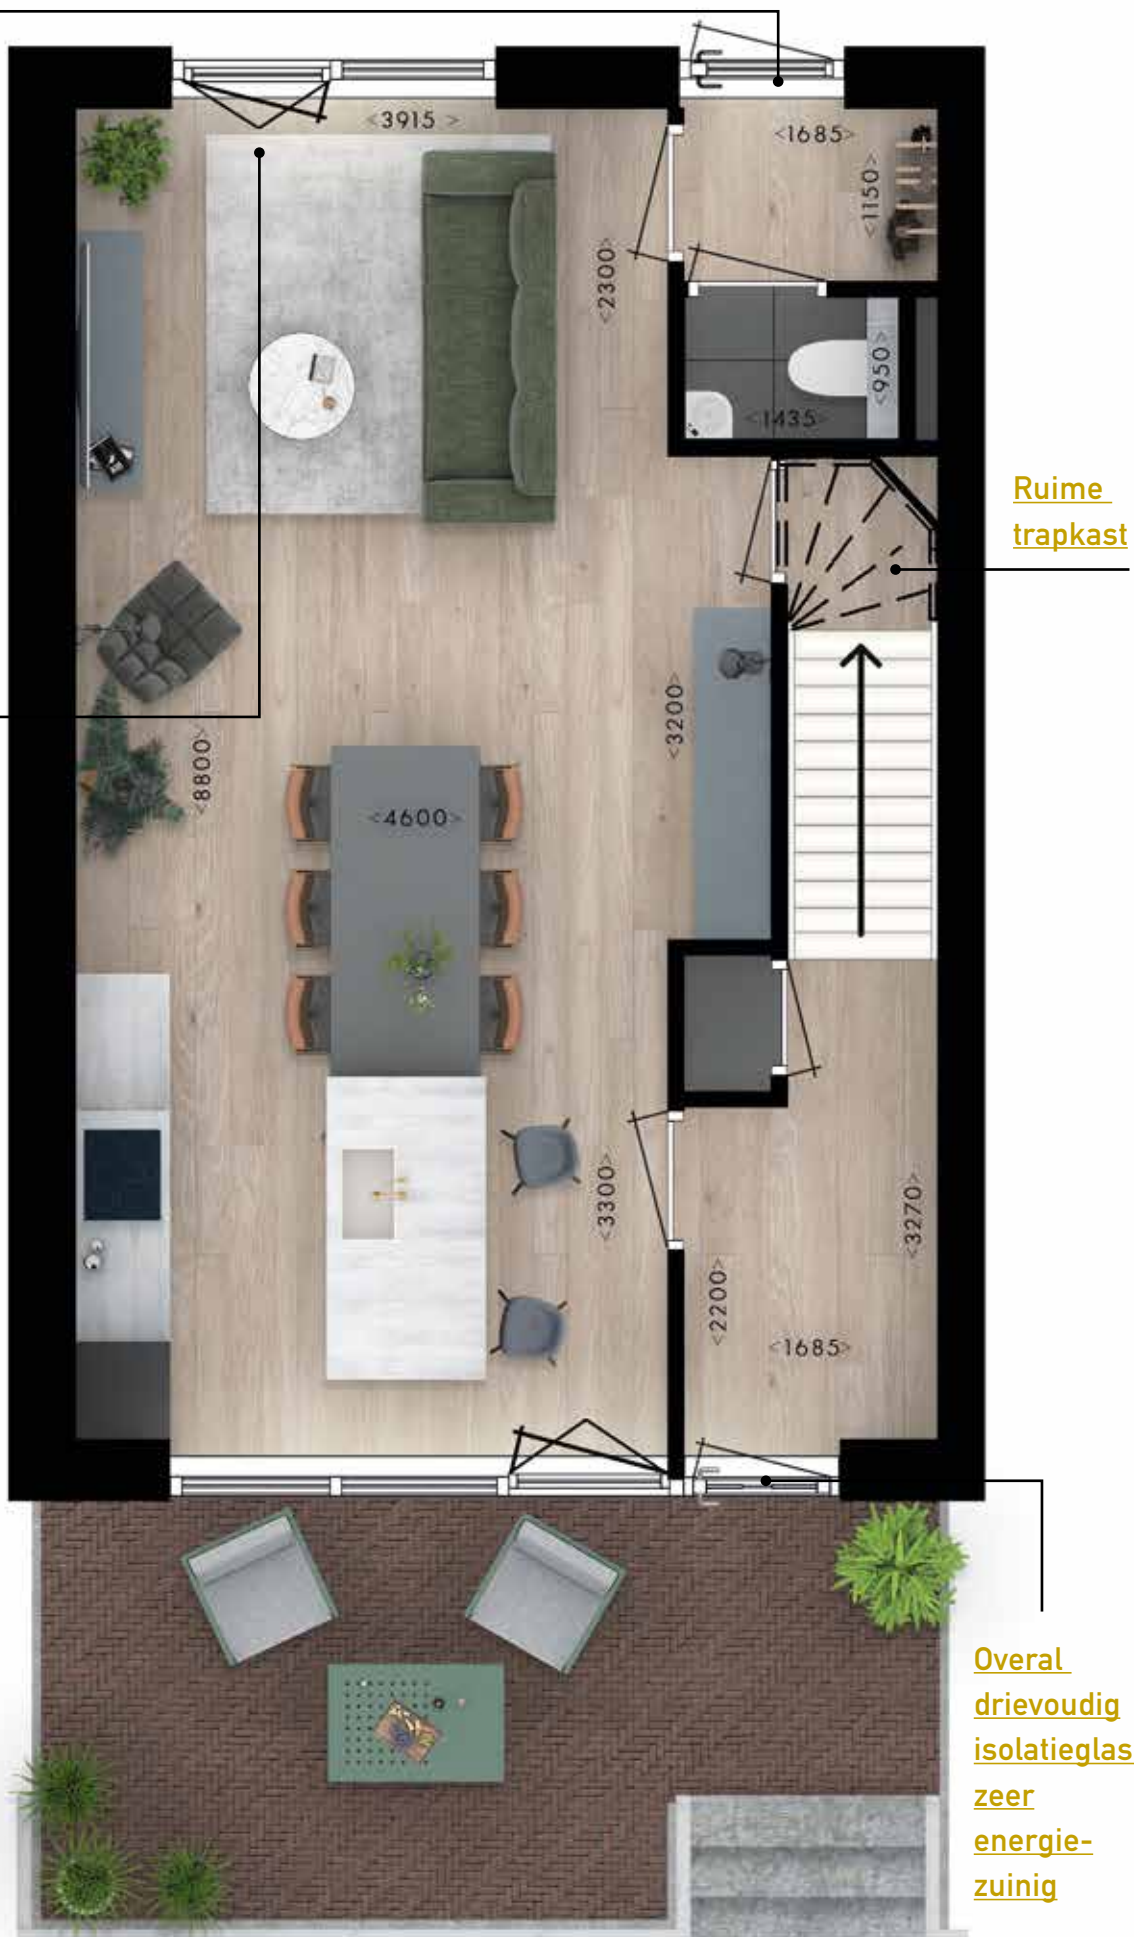 <3915 >
<1685>
<1150>
<2300>
<950>
<1435>
Ruime
trapkast
<3200>
<8800>
<4600>
<3300>
<3270>
<2200>
<1685>
Overal
drievoudig
isolatieglas
zeer
energie-
zuinig